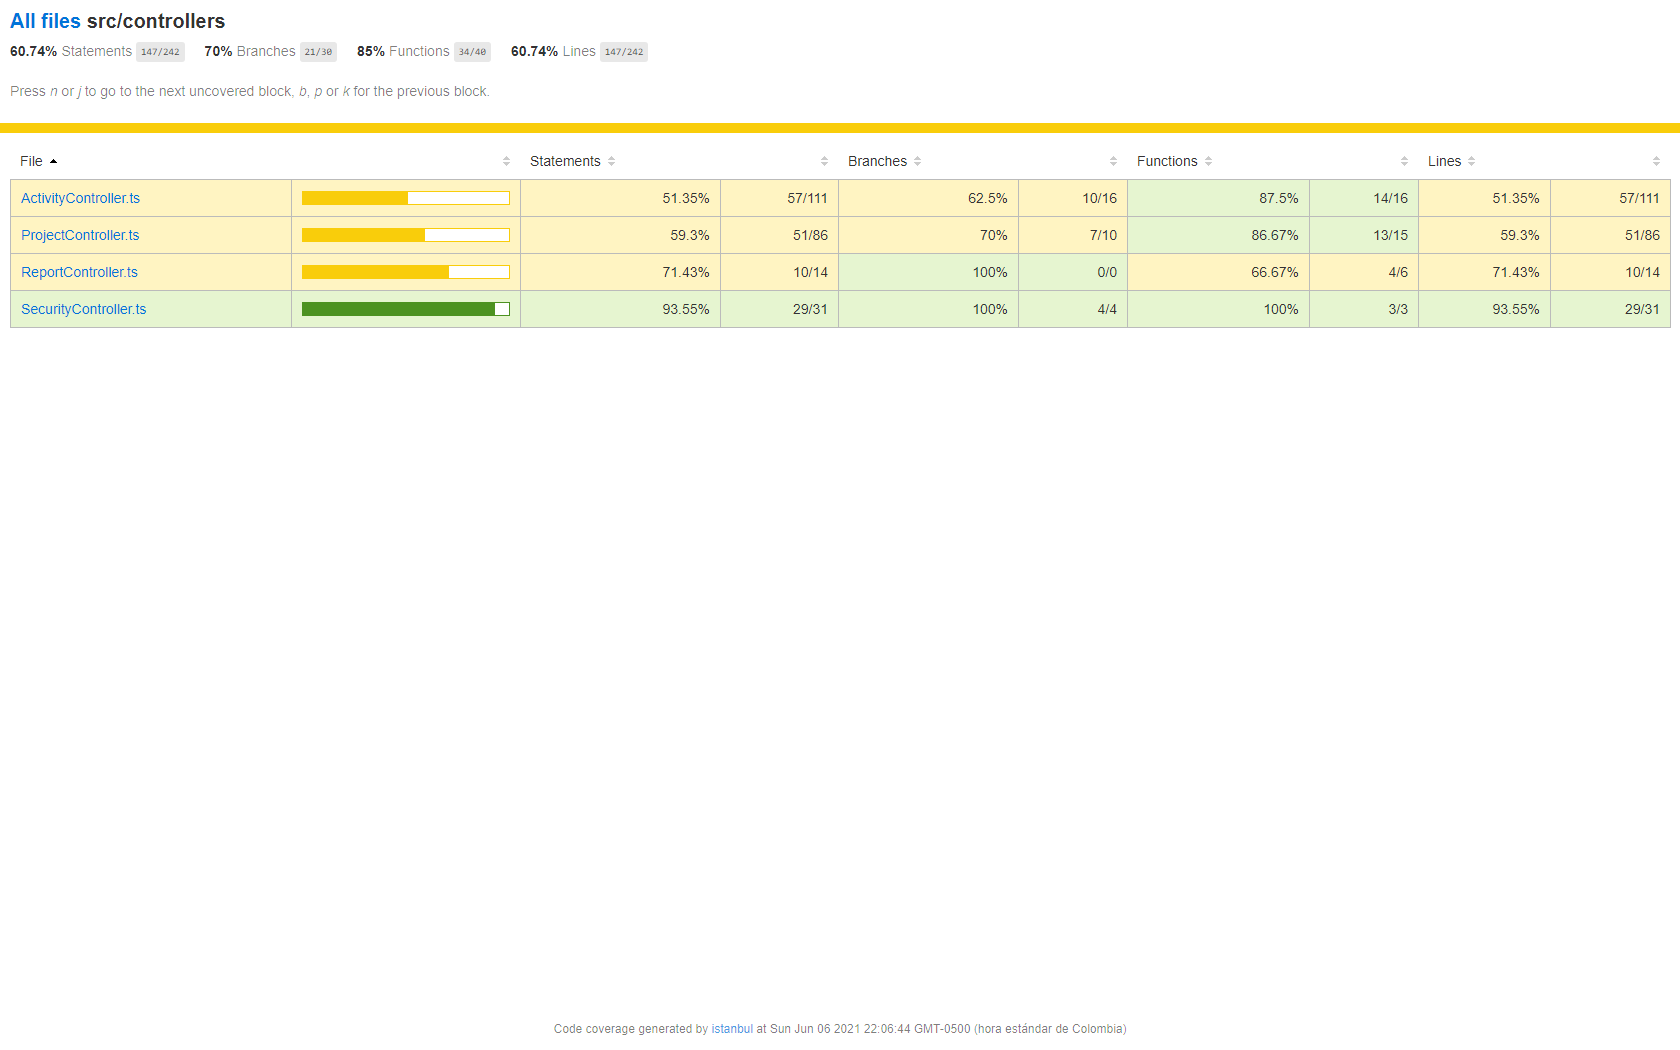 All files src/controllers
60.74% Statements 147/242 70% Branches 21/30 85% Functions 34/40 60.74% Lines 147/242
Press n or j to go to the next uncovered block, b, p or k for the previous block.
File Statements Branches Functions Lines
ActivityController.ts 51.35% 57/111 62.5% 10/16 87.5% 14/16 51.35% 57/111
ProjectController.ts 59.3% 51/86 70% 7/10 86.67% 13/15 59.3% 51/86
ReportController.ts 71.43% 10/14 100% 0/0 66.67% 4/6 71.43% 10/14
SecurityController.ts 93.55% 29/31 100% 4/4 100% 3/3 93.55% 29/31
Code coverage generated by istanbul at Sun Jun 06 2021 22:06:44 GMT-0500 (hora estándar de Colombia)